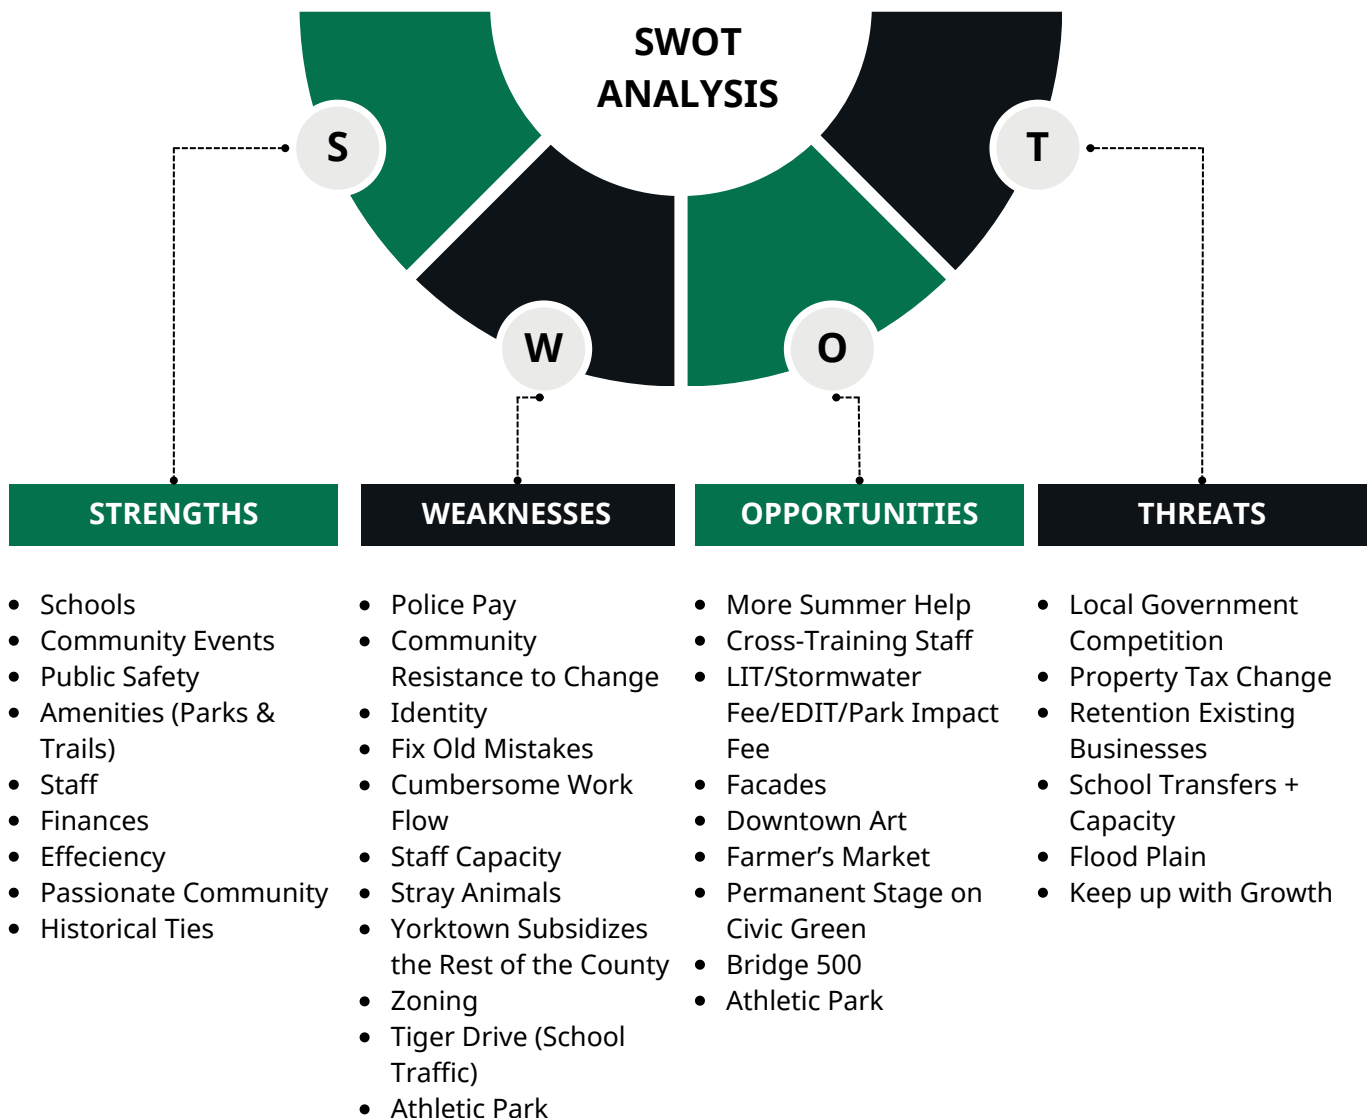 SWOT
ANALYSIS
S
T
W
O
STRENGTHS
• Schools
• Community Events
• Public Safety
• Amenities (Parks &
Trails)
• Staff
• Finances
• Effeciency
• Passionate Community
• Historical Ties
WEAKNESSES
• Police Pay
• Community
Resistance to Change
• Identity
• Fix Old Mistakes
• Cumbersome Work
Flow
• Staff Capacity
• Stray Animals
• Yorktown Subsidizes
the Rest of the County
• Zoning
• Tiger Drive (School
Traffic)
• Athletic Park
OPPORTUNITIES
• More Summer Help
• Cross-Training Staff
• LIT/Stormwater
Fee/EDIT/Park Impact
Fee
• Facades
• Downtown Art
• Farmer’s Market
• Permanent Stage on
Civic Green
• Bridge 500
• Athletic Park
THREATS
• Local Government
Competition
• Property Tax Change
• Retention Existing
Businesses
• School Transfers +
Capacity
• Flood Plain
• Keep up with Growth